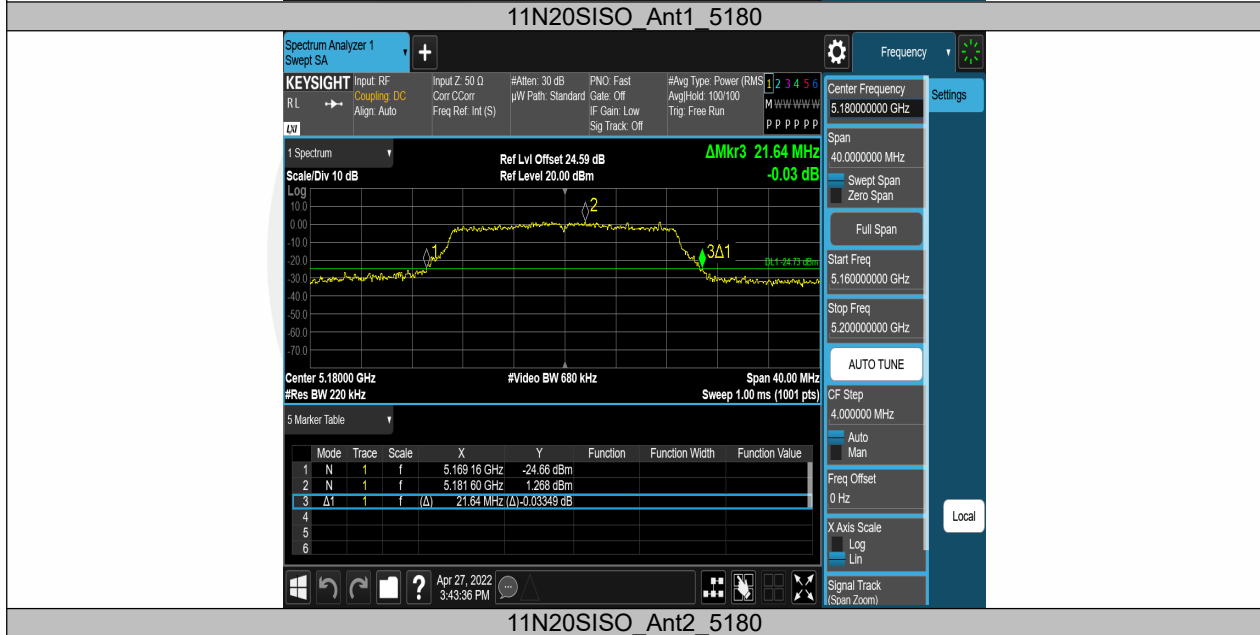 11N20SISO_Ant1_5180
Spectrum Analyzer 1
Swept SA
+
Frequency
KEYSIGHT
RL
LXI
Input: RF
Coupling: DC
Align: Auto
Input Z: 50 Ω
Corr CCorr
Freq Ref: Int (S)
#Atten: 30 dB
µW Path: Standard
PNO: Fast
Gate: Off
IF Gain: Low
Sig Track: Off
#Avg Type: Power (RMS
Avg|Hold: 100/100
Trig: Free Run
1 2 3 4 5 6
M W W W W W
P P P P P P
Center Frequency
5.180000000 GHz
Settings
Span
40.0000000 MHz
Swept Span
Zero Span
Full Span
Start Freq
5.160000000 GHz
Stop Freq
5.200000000 GHz
AUTO TUNE
CF Step
4.000000 MHz
Auto
Man
Freq Offset
0 Hz
X Axis Scale
Log
Lin
Signal Track
(Span Zoom)
Local
1 Spectrum
Scale/Div 10 dB
Ref Lvl Offset 24.59 dB
Ref Level 20.00 dBm
ΔMkr3 21.64 MHz
-0.03 dB
Log
10.0
0.00
-10.0
-20.0
-30.0
-40.0
-50.0
-60.0
-70.0
1
2
3Δ1
DL1 -24.73 dBm
Center 5.18000 GHz
#Video BW 680 kHz
Span 40.00 MHz
#Res BW 220 kHz
Sweep 1.00 ms (1001 pts)
5 Marker Table
Mode Trace Scale X Y Function Function Width Function Value
1 N 1 f 5.169 16 GHz -24.66 dBm
2 N 1 f 5.181 60 GHz 1.268 dBm
3 Δ1 1 f (Δ) 21.64 MHz (Δ) -0.03349 dB
4
5
6
?
Apr 27, 2022
3:43:36 PM
11N20SISO_Ant2_5180